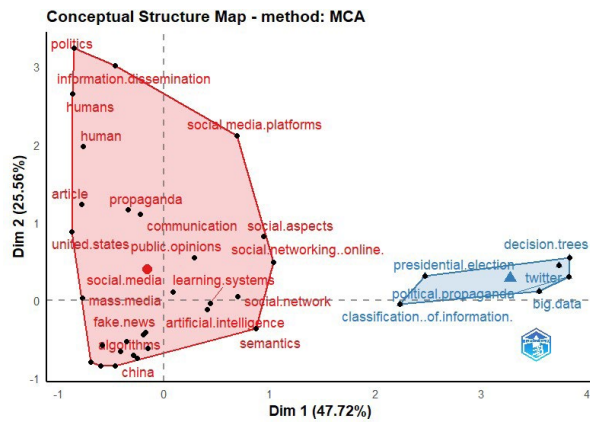 Conceptual Structure Map - method: MCA
politics
information.dissemination
humans
social.media.platforms
human
article
propaganda
communication
social.aspects
united.states
public.opinions
social.networking..online.
decision.trees
presidential.election
social.media
learning.systems
twitter
mass.media
social.network
political.propaganda
big.data
classification..of.information.
fake.news
artificial.intelligence
algorithms
semantics
china
3
2
1
0
-1
-1
0
1
2
3
4
Dim 2 (25.56%)
Dim 1 (47.72%)